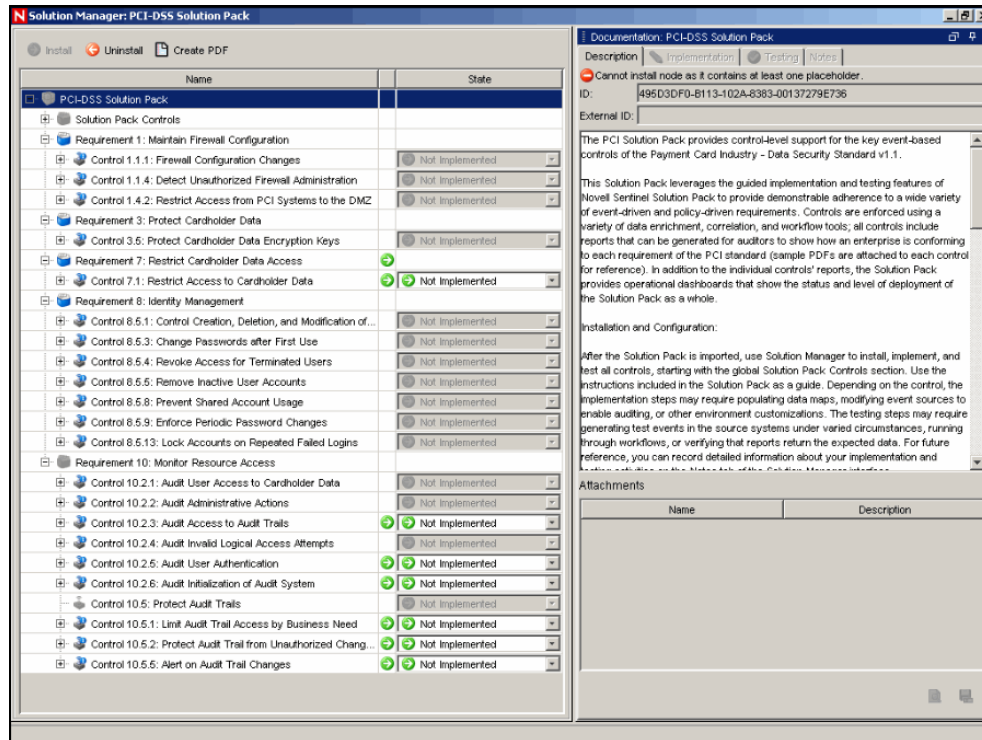 Solution Manager: PCI-DSS Solution Pack
Install Uninstall Create PDF
Name State
PCI-DSS Solution Pack
Solution Pack Controls
Requirement 1: Maintain Firewall Configuration
Control 1.1.1: Firewall Configuration Changes Not Implemented
Control 1.1.4: Detect Unauthorized Firewall Administration Not Implemented
Control 1.4.2: Restrict Access from PCI Systems to the DMZ Not Implemented
Requirement 3: Protect Cardholder Data
Control 3.5: Protect Cardholder Data Encryption Keys Not Implemented
Requirement 7: Restrict Cardholder Data Access
Control 7.1: Restrict Access to Cardholder Data Not Implemented
Requirement 8: Identity Management
Control 8.5.1: Control Creation, Deletion, and Modification of... Not Implemented
Control 8.5.3: Change Passwords after First Use Not Implemented
Control 8.5.4: Revoke Access for Terminated Users Not Implemented
Control 8.5.5: Remove Inactive User Accounts Not Implemented
Control 8.5.8: Prevent Shared Account Usage Not Implemented
Control 8.5.9: Enforce Periodic Password Changes Not Implemented
Control 8.5.13: Lock Accounts on Repeated Failed Logins Not Implemented
Requirement 10: Monitor Resource Access
Control 10.2.1: Audit User Access to Cardholder Data Not Implemented
Control 10.2.2: Audit Administrative Actions Not Implemented
Control 10.2.3: Audit Access to Audit Trails Not Implemented
Control 10.2.4: Audit Invalid Logical Access Attempts Not Implemented
Control 10.2.5: Audit User Authentication Not Implemented
Control 10.2.6: Audit Initialization of Audit System Not Implemented
Control 10.5: Protect Audit Trails Not Implemented
Control 10.5.1: Limit Audit Trail Access by Business Need Not Implemented
Control 10.5.2: Protect Audit Trail from Unauthorized Chang... Not Implemented
Control 10.5.5: Alert on Audit Trail Changes Not Implemented
Documentation: PCI-DSS Solution Pack
Description Implementation Testing Notes
Cannot install node as it contains at least one placeholder.
ID: 495D3DF0-B113-102A-8383-00137279E736
External ID:
The PCI Solution Pack provides control-level support for the key event-based
controls of the Payment Card Industry - Data Security Standard v1.1.
This Solution Pack leverages the guided implementation and testing features of
Novell Sentinel Solution Pack to provide demonstrable adherence to a wide variety
of event-driven and policy-driven requirements. Controls are enforced using a
variety of data enrichment, correlation, and workflow tools; all controls include
reports that can be generated for auditors to show how an enterprise is conforming
to each requirement of the PCI standard (sample PDFs are attached to each control
for reference). In addition to the individual controls' reports, the Solution Pack
provides operational dashboards that show the status and level of deployment of
the Solution Pack as a whole.
Installation and Configuration:
After the Solution Pack is imported, use Solution Manager to install, implement, and
test all controls, starting with the global Solution Pack Controls section. Use the
instructions included in the Solution Pack as a guide. Depending on the control, the
implementation steps may require populating data maps, modifying event sources to
enable auditing, or other environment customizations. The testing steps may require
generating test events in the source systems under varied circumstances, running
through workflows, or verifying that reports return the expected data. For future
reference, you can record detailed information about your implementation and
testing activities on the Notes tab of the Solution Manager interface.
Attachments
Name Description